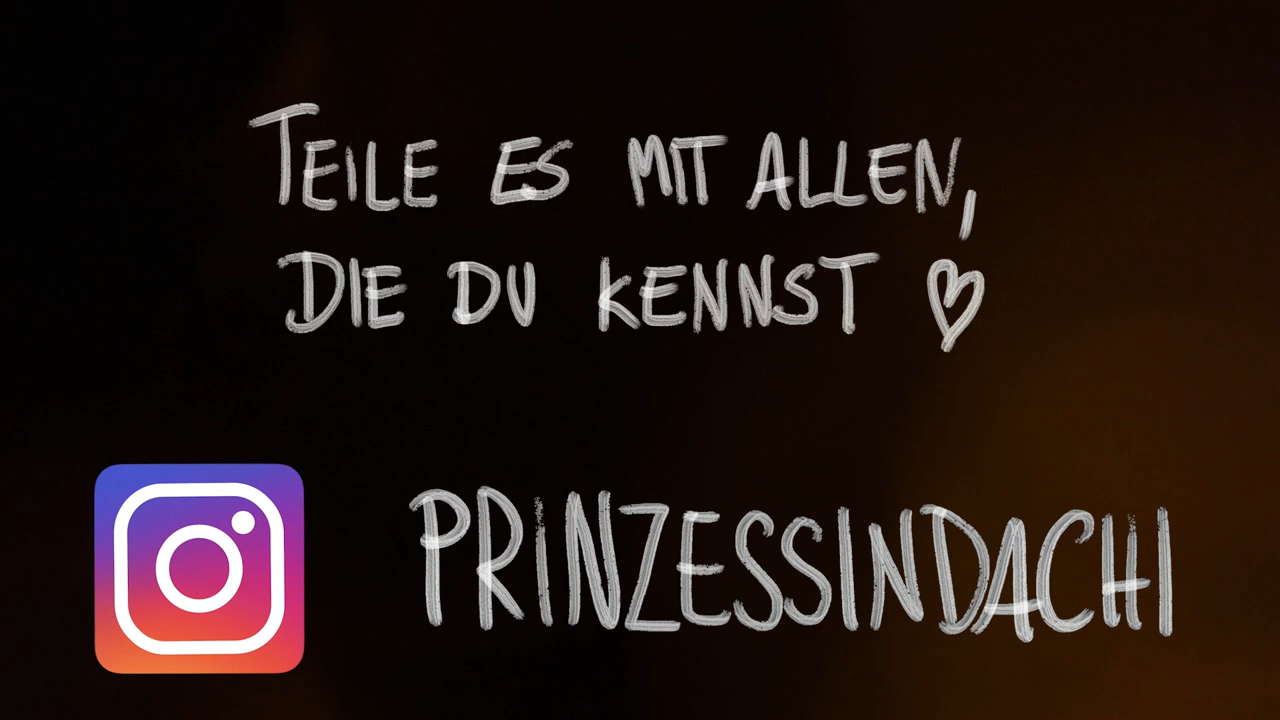 TEILE ES MIT ALLEN,
DIE DU KENNST ♡
PRINZESSINDACHI